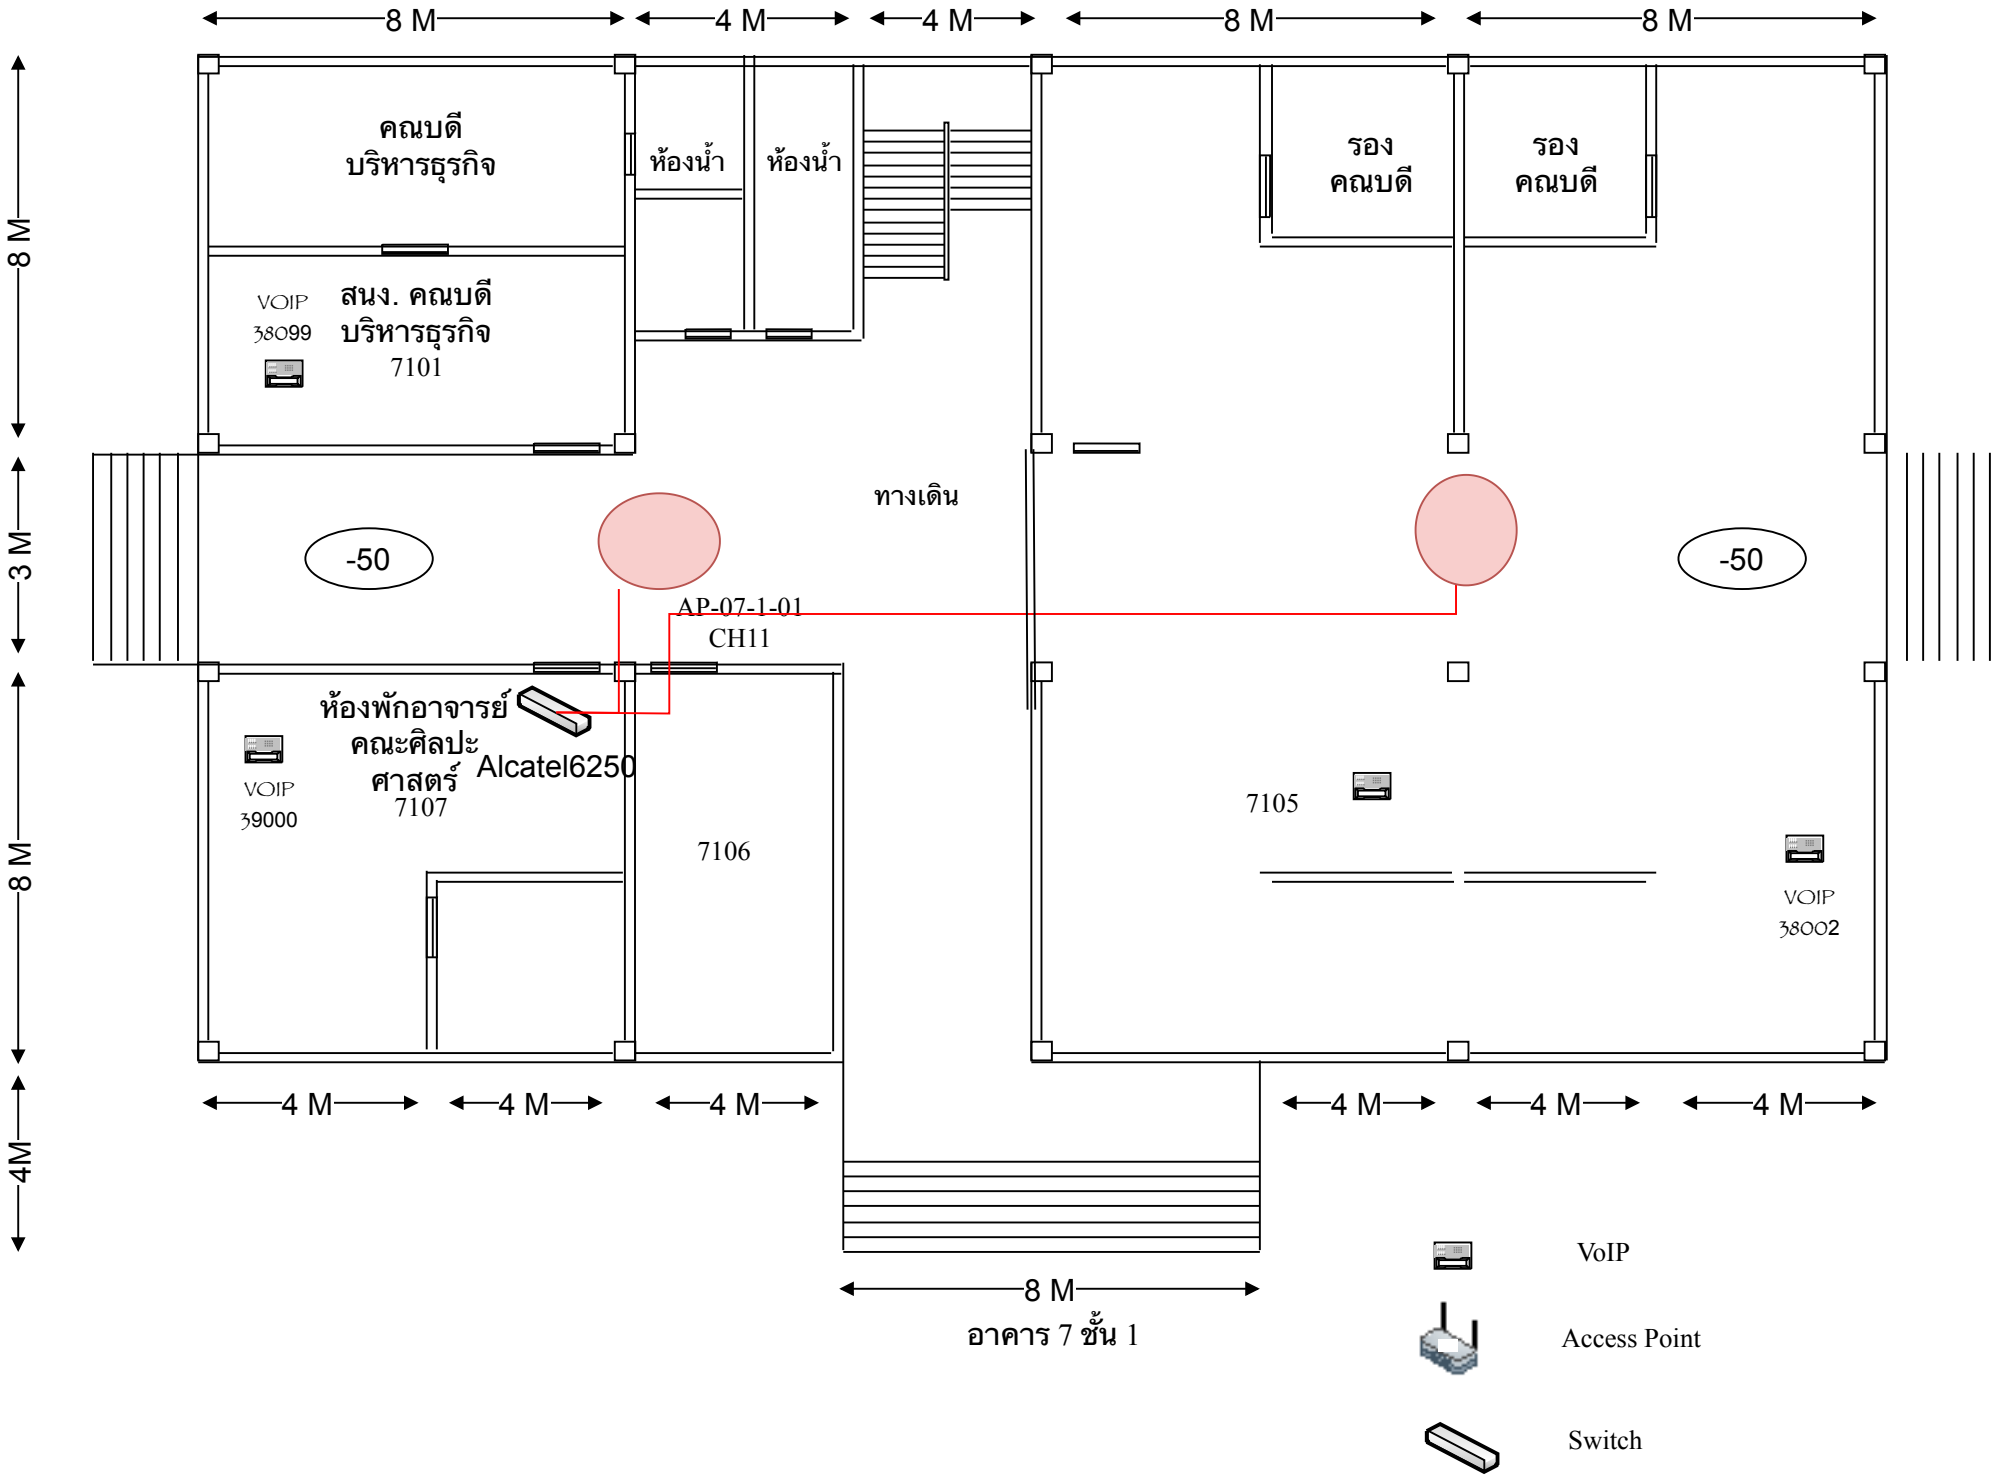 8 M
4 M
4 M
8 M
8 M
8 M
3 M
8 M
4M
คณบดี
บริหารธุรกิจ
ห้องน้ำ
ห้องน้ำ
รอง
คณบดี
รอง
คณบดี
VOIP
38099
สนง. คณบดี
บริหารธุรกิจ
7101
ทางเดิน
-50
-50
AP-07-1-01
CH11
ห้องพักอาจารย์
คณะศิลปะ
ศาสตร์
7107
Alcatel6250
VOIP
39000
7106
7105
VOIP
38002
4 M
4 M
4 M
4 M
4 M
4 M
8 M
อาคาร 7 ชั้น 1
VoIP
Access Point
Switch